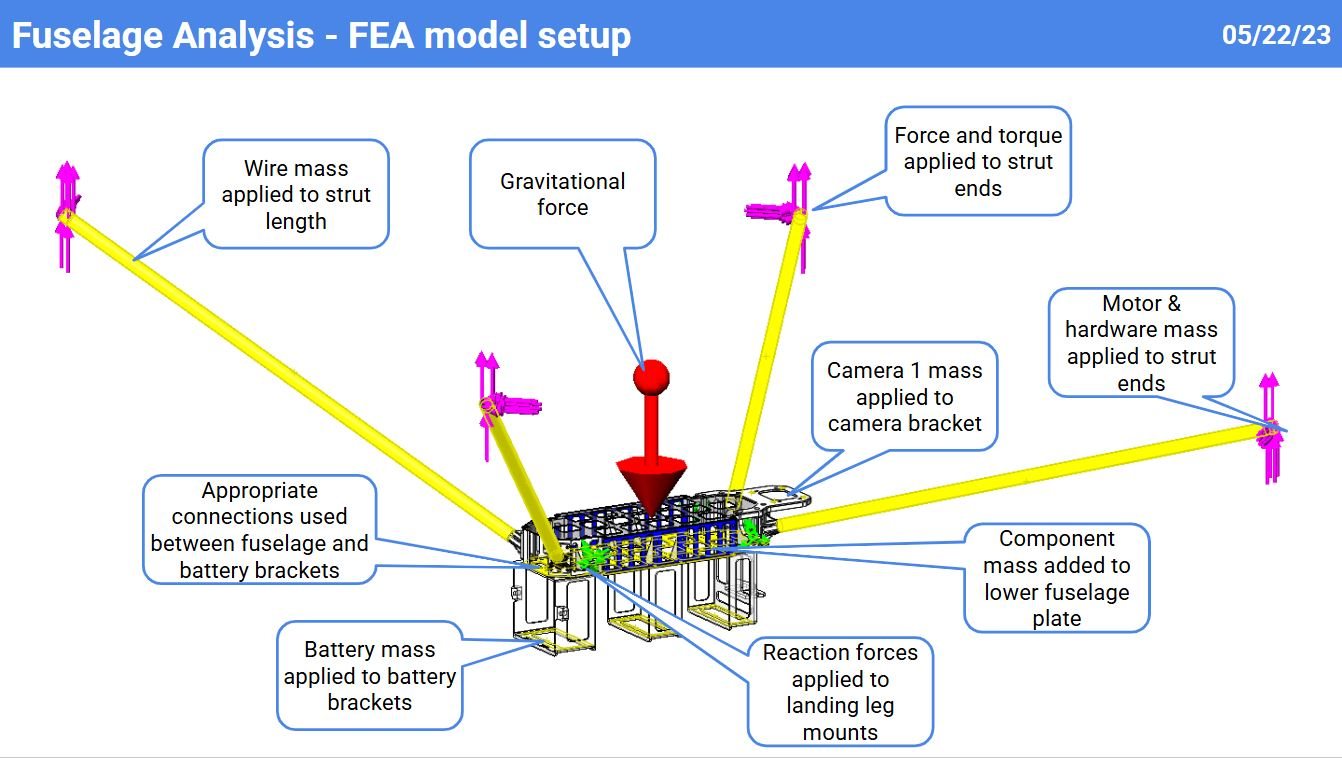 Fuselage Analysis - FEA model setup
05/22/23
Wire mass
applied to strut
length
Gravitational
force
Force and torque
applied to strut
ends
Motor &
hardware mass
applied to strut
ends
Camera 1 mass
applied to
camera bracket
Appropriate
connections used
between fuselage and
battery brackets
Component
mass added to
lower fuselage
plate
Battery mass
applied to battery
brackets
Reaction forces
applied to
landing leg
mounts